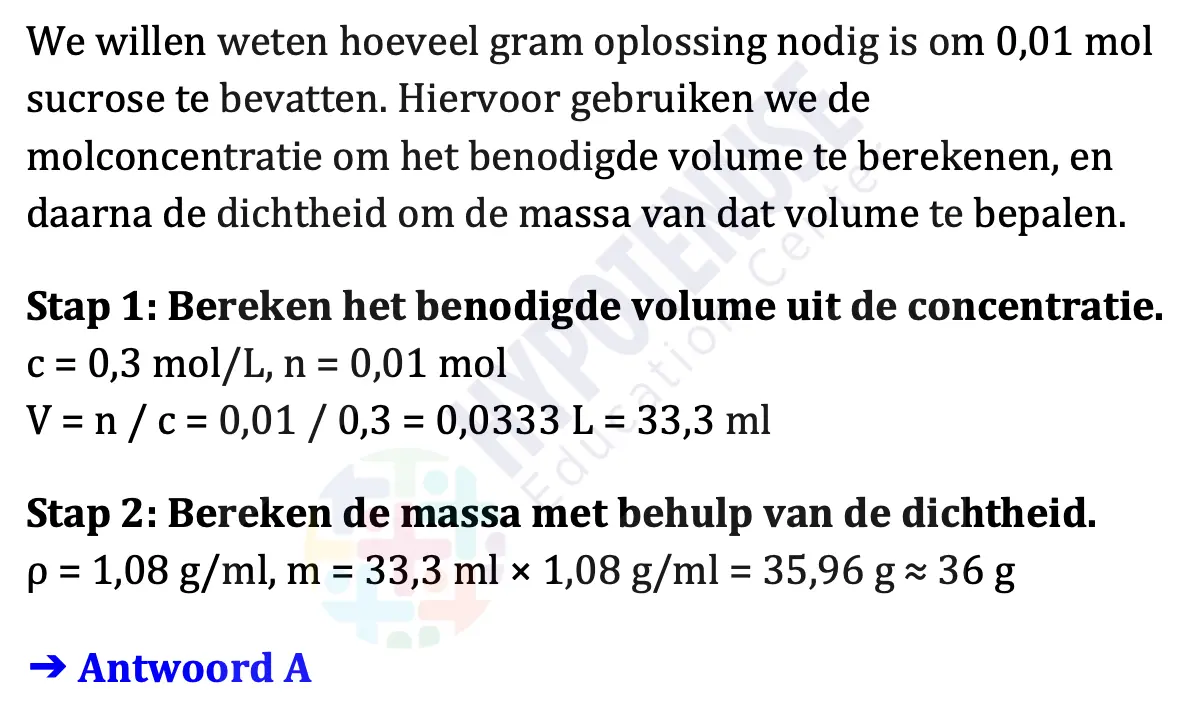 We willen weten hoeveel gram oplossing nodig is om 0,01 mol
sucrose te bevatten. Hiervoor gebruiken we de
molconcentratie om het benodigde volume te berekenen, en
daarna de dichtheid om de massa van dat volume te bepalen.
Stap 1: Bereken het benodigde volume uit de concentratie.
c = 0,3 mol/L, n = 0,01 mol
V = n / c = 0,01 / 0,3 = 0,0333 L = 33,3 ml
Stap 2: Bereken de massa met behulp van de dichtheid.
ρ = 1,08 g/ml, m = 33,3 ml × 1,08 g/ml = 35,96 g ≈ 36 g
➔ Antwoord A
HYPOTENUSE
Education Center